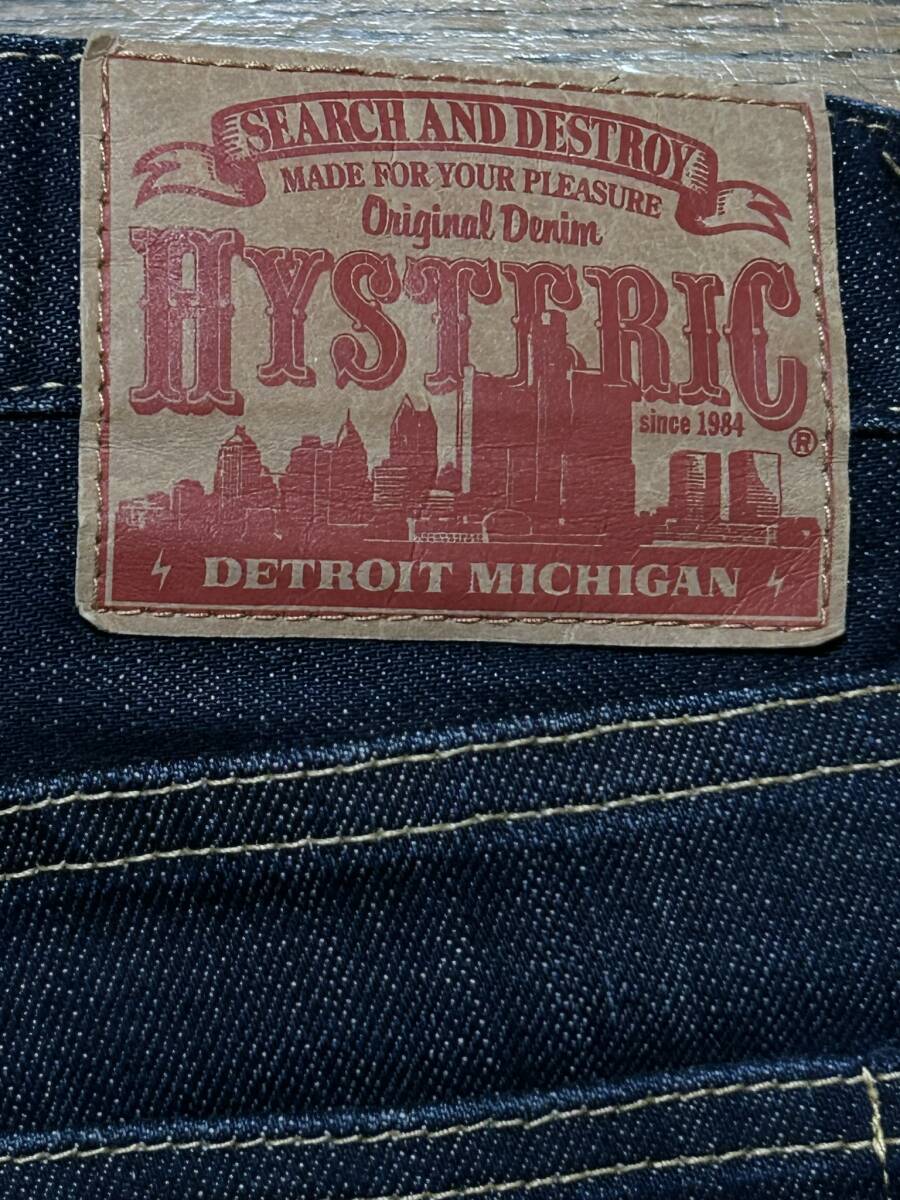 SEARCH AND DESTROY
MADE FOR YOUR PLEASURE
Original Denim
HYSTERIC
since 1984
®
DETROIT MICHIGAN